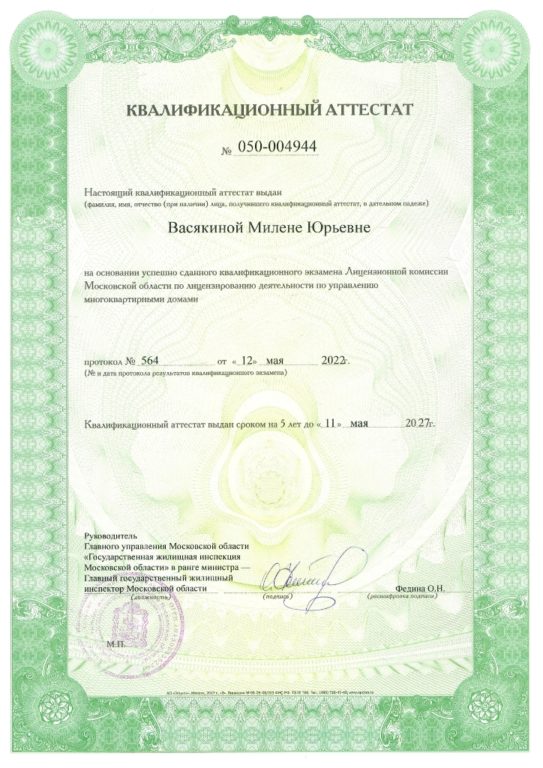 КВАЛИФИКАЦИОННЫЙ АТТЕСТАТ
№ 050-004944
Настоящий квалификационный аттестат выдан
(фамилия, имя, отчество (при наличии) лица, получившего квалификационный аттестат, в дательном падеже)
Васякиной Милене Юрьевне
на основании успешно сданного квалификационного экзамена Лицензионной комиссии
Московской области по лицензированию деятельности по управлению
многоквартирными домами
протокол № 564 от « 12» мая 2022г.
(№ и дата протокола результатов квалификационного экзамена)
Квалификационный аттестат выдан сроком на 5 лет до « 11» мая 2027г.
Руководитель
Главного управления Московской области
«Государственная жилищная инспекция
Московской области» в ранге министра —
Главный государственный жилищный
инспектор Московской области Федина О.Н.
(должность) (подпись) (расшифровка подписи)
М.П.